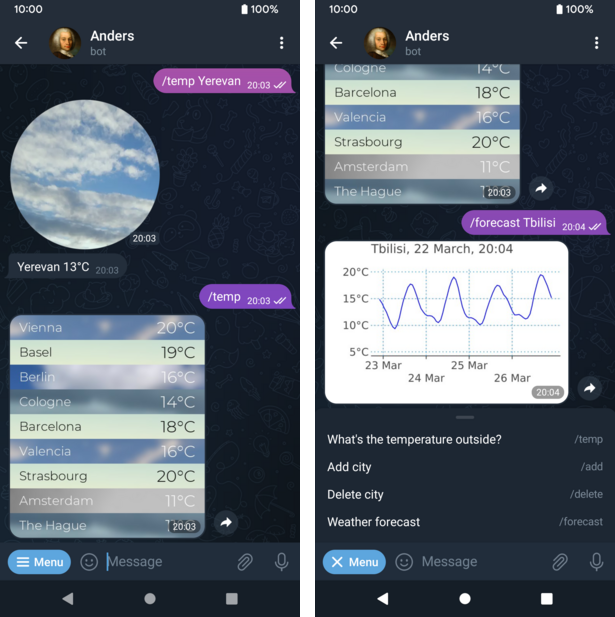 10:00
100%
Anders
bot
/temp Yerevan 20:03
20:03
Yerevan 13°C 20:03
/temp 20:03
Vienna 20°C
Basel 19°C
Berlin 16°C
Cologne 14°C
Barcelona 18°C
Valencia 16°C
Strasbourg 20°C
Amsterdam 11°C
The Hague 20:03
Menu Message
10:00
100%
Anders
bot
Cologne 14°C
Barcelona 18°C
Valencia 16°C
Strasbourg 20°C
Amsterdam 11°C
The Hague 20:03
/forecast Tbilisi 20:04
Tbilisi, 22 March, 20:04
20°C
15°C
10°C
5°C
23 Mar 25 Mar
24 Mar 26 Mar
20:04
What's the temperature outside? /temp
Add city /add
Delete city /delete
Weather forecast /forecast
Menu Message